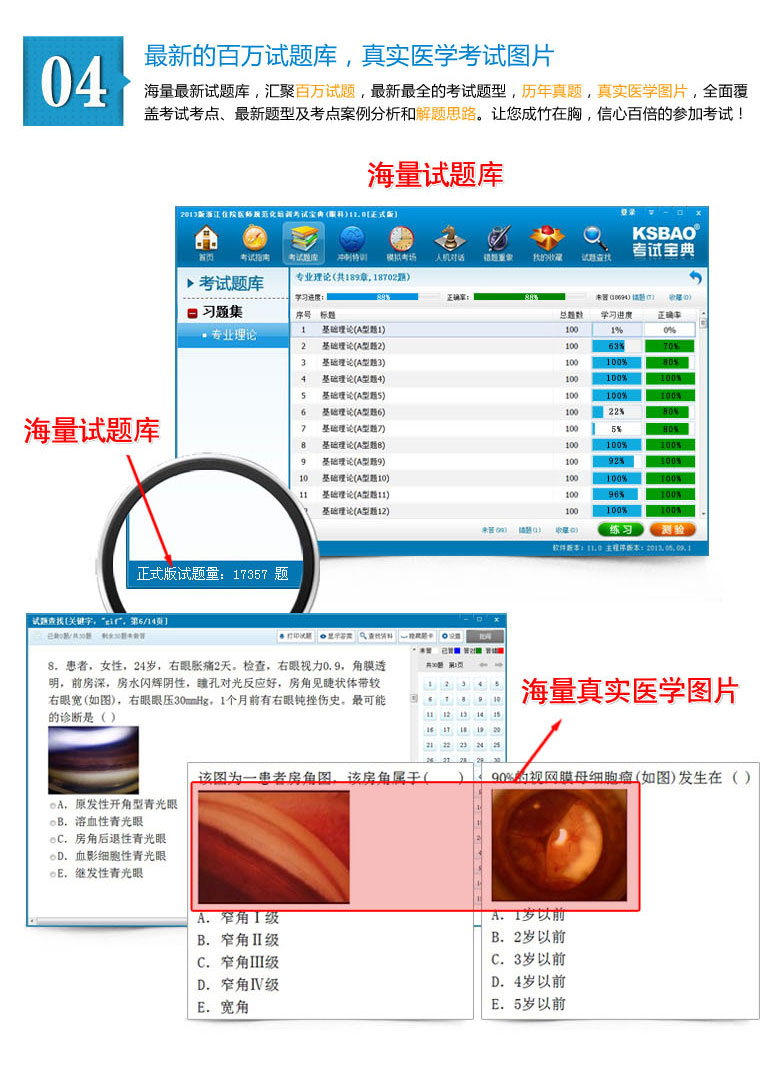 04
最新的百万试题库，真实医学考试图片
海量最新试题库，汇聚百万试题，最新最全的考试题型，历年真题，真实医学图片，全面覆
盖考试考点、最新题型及考点案例分析和解题思路。让您成竹在胸，信心百倍的参加考试！
海量试题库
2013版浙江住院医师规范化培训考试宝典(眼科)11.0[正式版]
登录
首页 考试指南 考试题库 冲刺特训 模拟考场 人机对话 错题重做 我的收藏 试题查找
KSBAO®
考试宝典
考试题库
习题集
专业理论
专业理论(共189章,18702题)
学习进度： 88% 正确率： 88% 未答(18694) 错题(7) 收藏(0)
序号 标题 总题数 学习进度 正确率
1 基础理论(A型题1) 100 1% 0%
2 基础理论(A型题2) 100 63% 70%
3 基础理论(A型题3) 100 100% 80%
4 基础理论(A型题4) 100 100% 100%
5 基础理论(A型题5) 100 100% 100%
6 基础理论(A型题6) 100 22% 80%
7 基础理论(A型题7) 100 5% 80%
8 基础理论(A型题8) 100 100% 100%
9 基础理论(A型题9) 100 92% 100%
10 基础理论(A型题10) 100 100% 100%
11 基础理论(A型题11) 100 96% 100%
基础理论(A型题12) 100 100% 100%
未答(99) 错题(1) 收藏(0) 练习 测验
软件版本：11.0 主程序版本：2013.05.09.1
海量试题库
正式版试题量：17357 题
试题查找[关键字，"gif"，第6/14页]
已做0题/共30题 剩余30题未做答
打印试题 显示答案 查找资料 隐藏题卡 设置 交卷
未答 已答 答对 答错
共30题 第1页
8．患者，女性，24岁，右眼胀痛2天。检查，右眼视力0.9，角膜透
明，前房深，房水闪辉阴性，瞳孔对光反应好，房角见睫状体带较
右眼宽(如图)，右眼眼压30mmHg，1个月前有右眼钝挫伤史。最可能
的诊断是（）
A．原发性开角型青光眼
B．溶血性青光眼
C．房角后退性青光眼
D．血影细胞性青光眼
E．继发性青光眼
1 2 3 4 5
6 7 8 9 10
11 12 13 14 15
16 17 18 19 20
21 22 23 24 25
26 27 28 29 30
海量真实医学图片
该图为一患者房角图，该房角属于( )
A．窄角Ⅰ级
B．窄角Ⅱ级
C．窄角Ⅲ级
D．窄角Ⅳ级
E．宽角
90%的视网膜母细胞瘤(如图)发生在（）
A．1岁以前
B．2岁以前
C．3岁以前
D．4岁以前
E．5岁以前